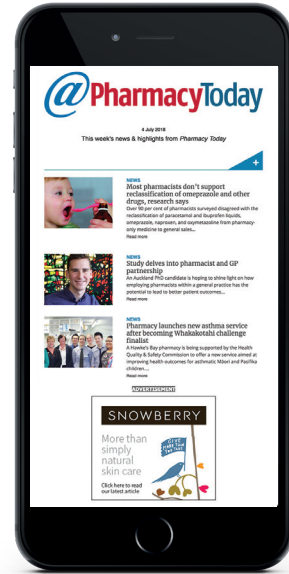 @PharmacyToday
4 July 2018
This week's news & highlights from Pharmacy Today
+
NEWS
Most pharmacists don't support
reclassification of omeprazole and other
drugs, research says
Over 90 per cent of pharmacists surveyed disagreed with the
reclassification of paracetamol and ibuprofen liquids,
omeprazole, naproxen, and oxymetazoline from pharmacy-
only medicine to general sales...
Read more
NEWS
Study delves into pharmacist and GP
partnership
An Auckland PhD candidate is hoping to shine light on how
employing pharmacists within a general practice has the
potential to lead to better patient outcomes...
Read more
NEWS
Pharmacy launches new asthma service
after becoming Whakakotahi challenge
finalist
A Hawke's Bay pharmacy is being supported by the Health
Quality & Safety Commission to offer a new service aimed at
improving health outcomes for asthmatic Māori and Pasifika
children....
Read more
ADVERTISEMENT
SNOWBERRY
More than
simply
natural
skin care
Click here to read
our latest article